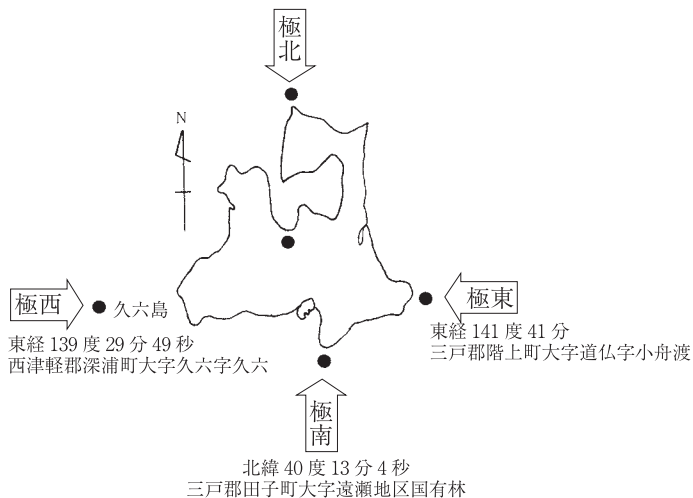 極北
N
極西
久六島
東経 139 度 29 分 49 秒
西津軽郡深浦町大字久六字久六
極東
東経 141 度 41 分
三戸郡階上町大字道仏字小舟渡
極南
北緯 40 度 13 分 4 秒
三戸郡田子町大字遠瀬地区国有林